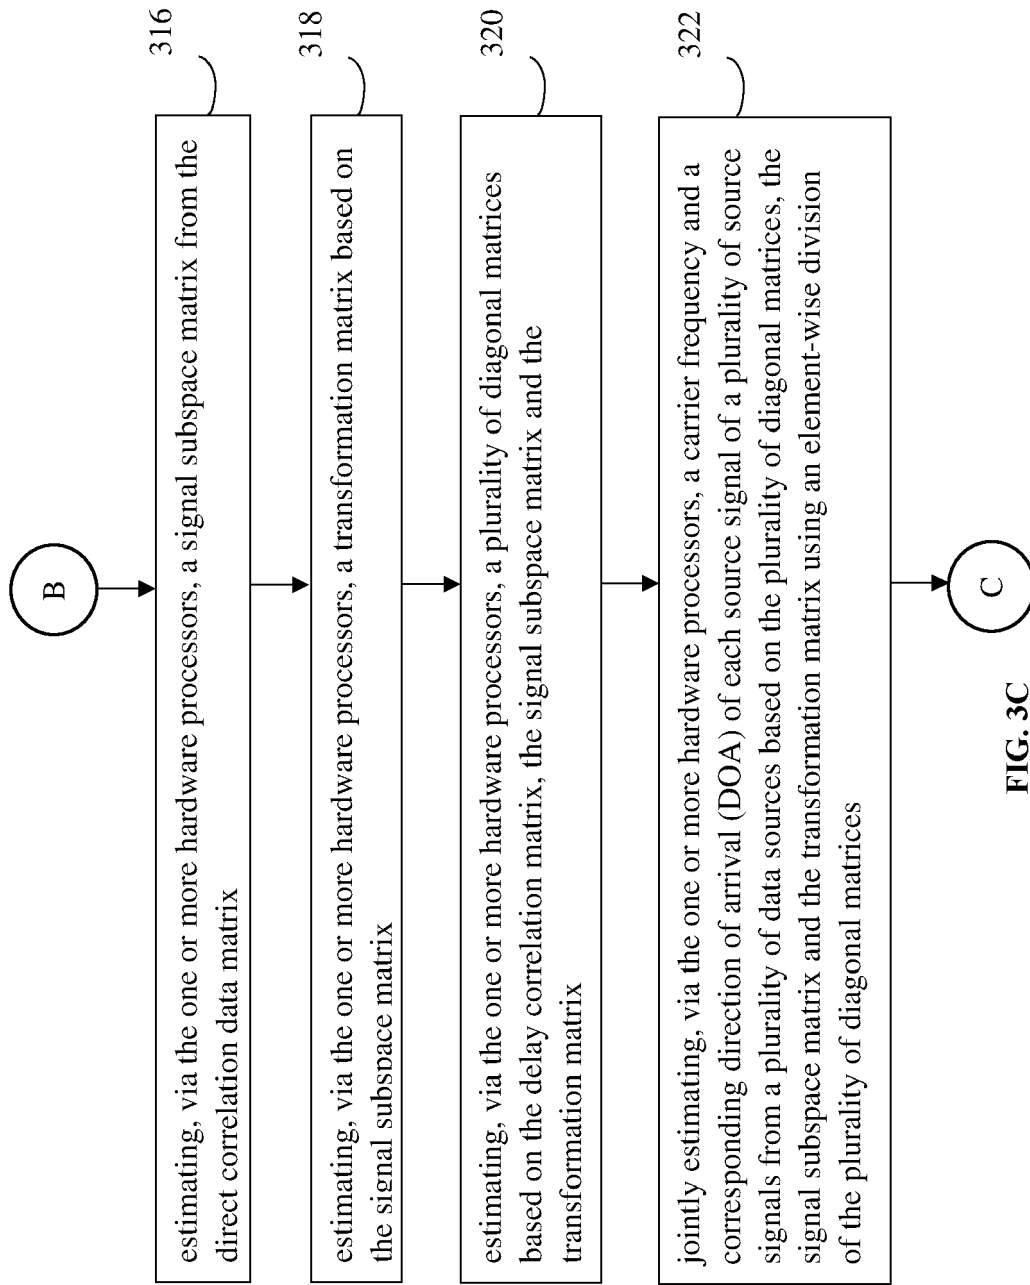 B
316
estimating, via the one or more hardware processors, a signal subspace matrix from the
direct correlation data matrix
318
estimating, via the one or more hardware processors, a transformation matrix based on
the signal subspace matrix
320
estimating, via the one or more hardware processors, a plurality of diagonal matrices
based on the delay correlation matrix, the signal subspace matrix and the
transformation matrix
322
jointly estimating, via the one or more hardware processors, a carrier frequency and a
corresponding direction of arrival (DOA) of each source signal of a plurality of source
signals from a plurality of data sources based on the plurality of diagonal matrices, the
signal subspace matrix and the transformation matrix using an element-wise division
of the plurality of diagonal matrices
C
FIG. 3C